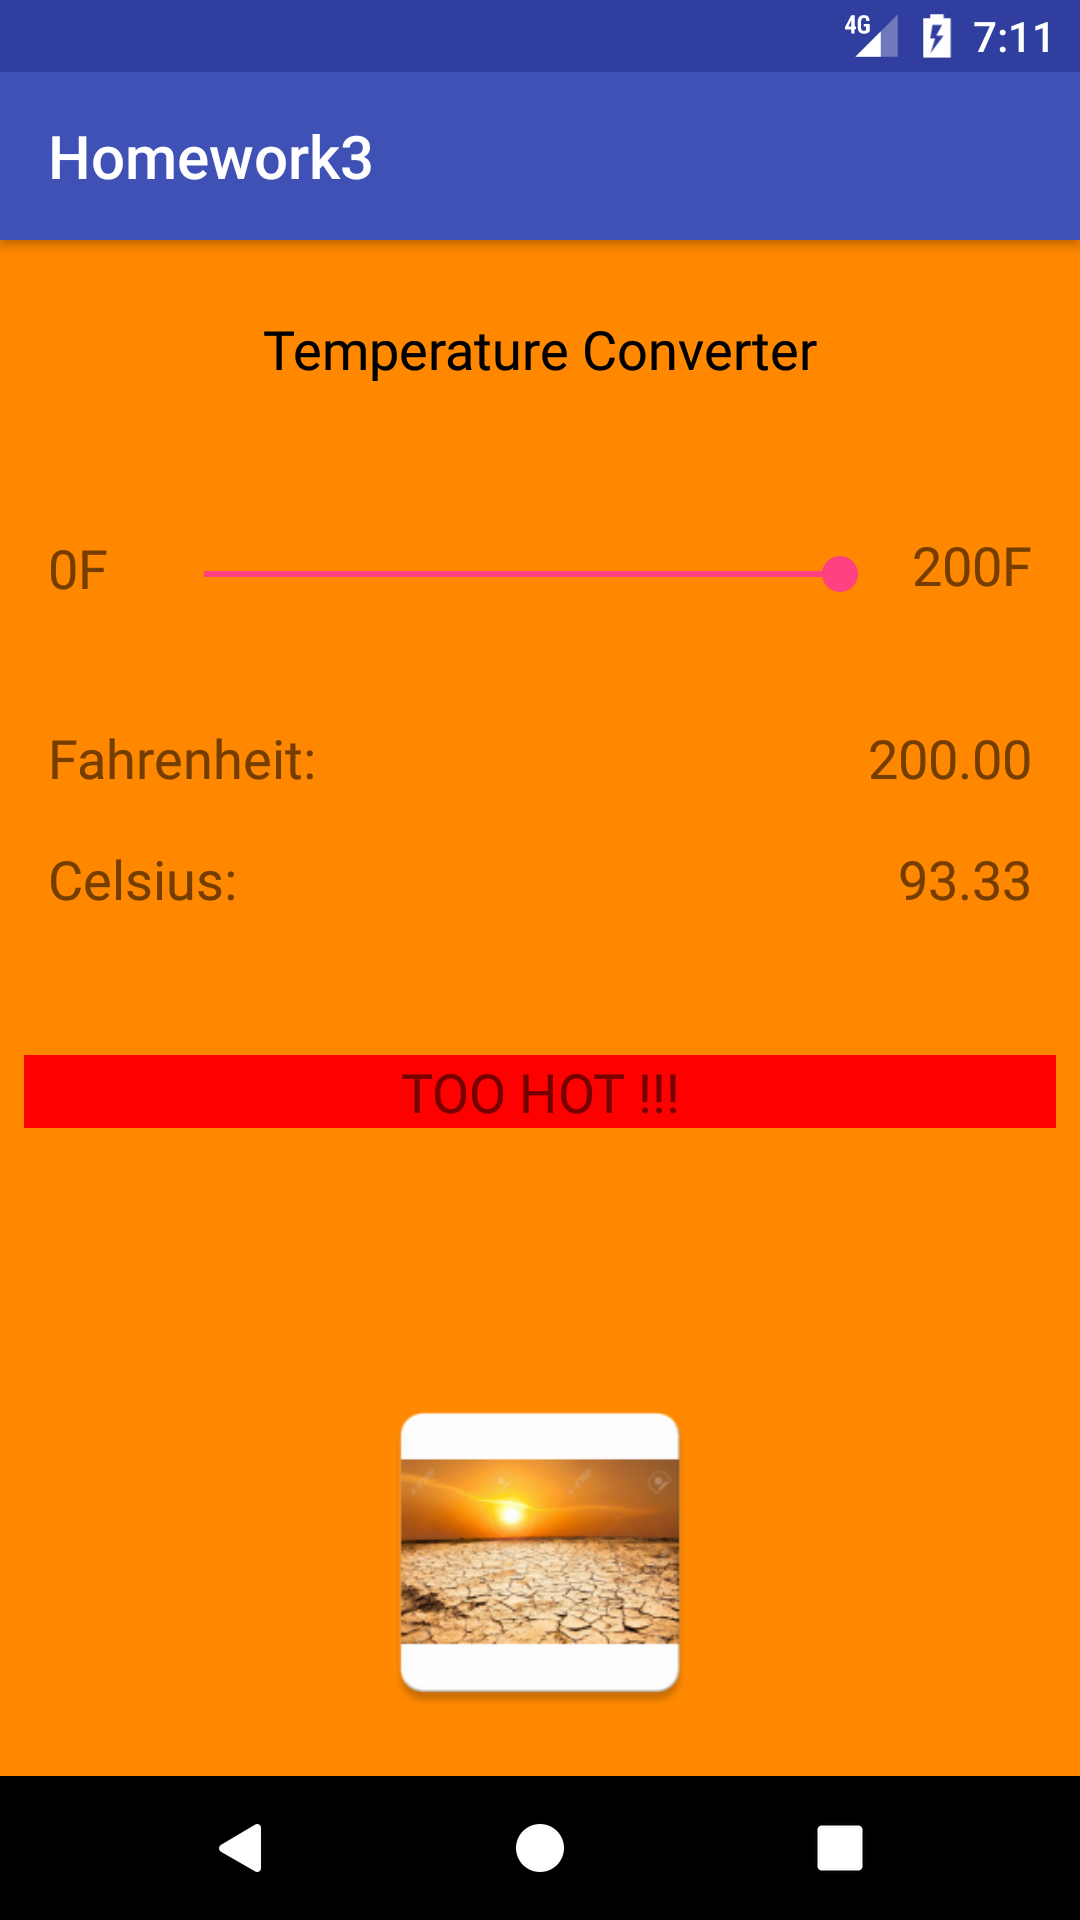 4G 7:11
Homework3
Temperature Converter
0F 200F
Fahrenheit: 200.00
Celsius: 93.33
TOO HOT !!!